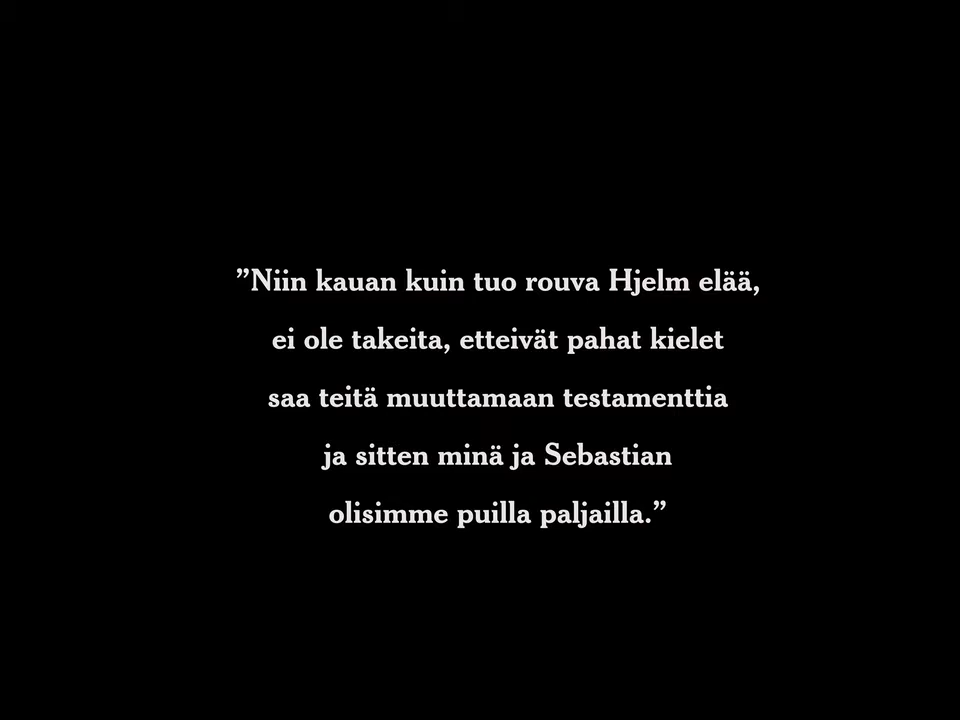 ”Niin kauan kuin tuo rouva Hjelm elää,
ei ole takeita, etteivät pahat kielet
saa teitä muuttamaan testamenttia
ja sitten minä ja Sebastian
olisimme puilla paljailla.”